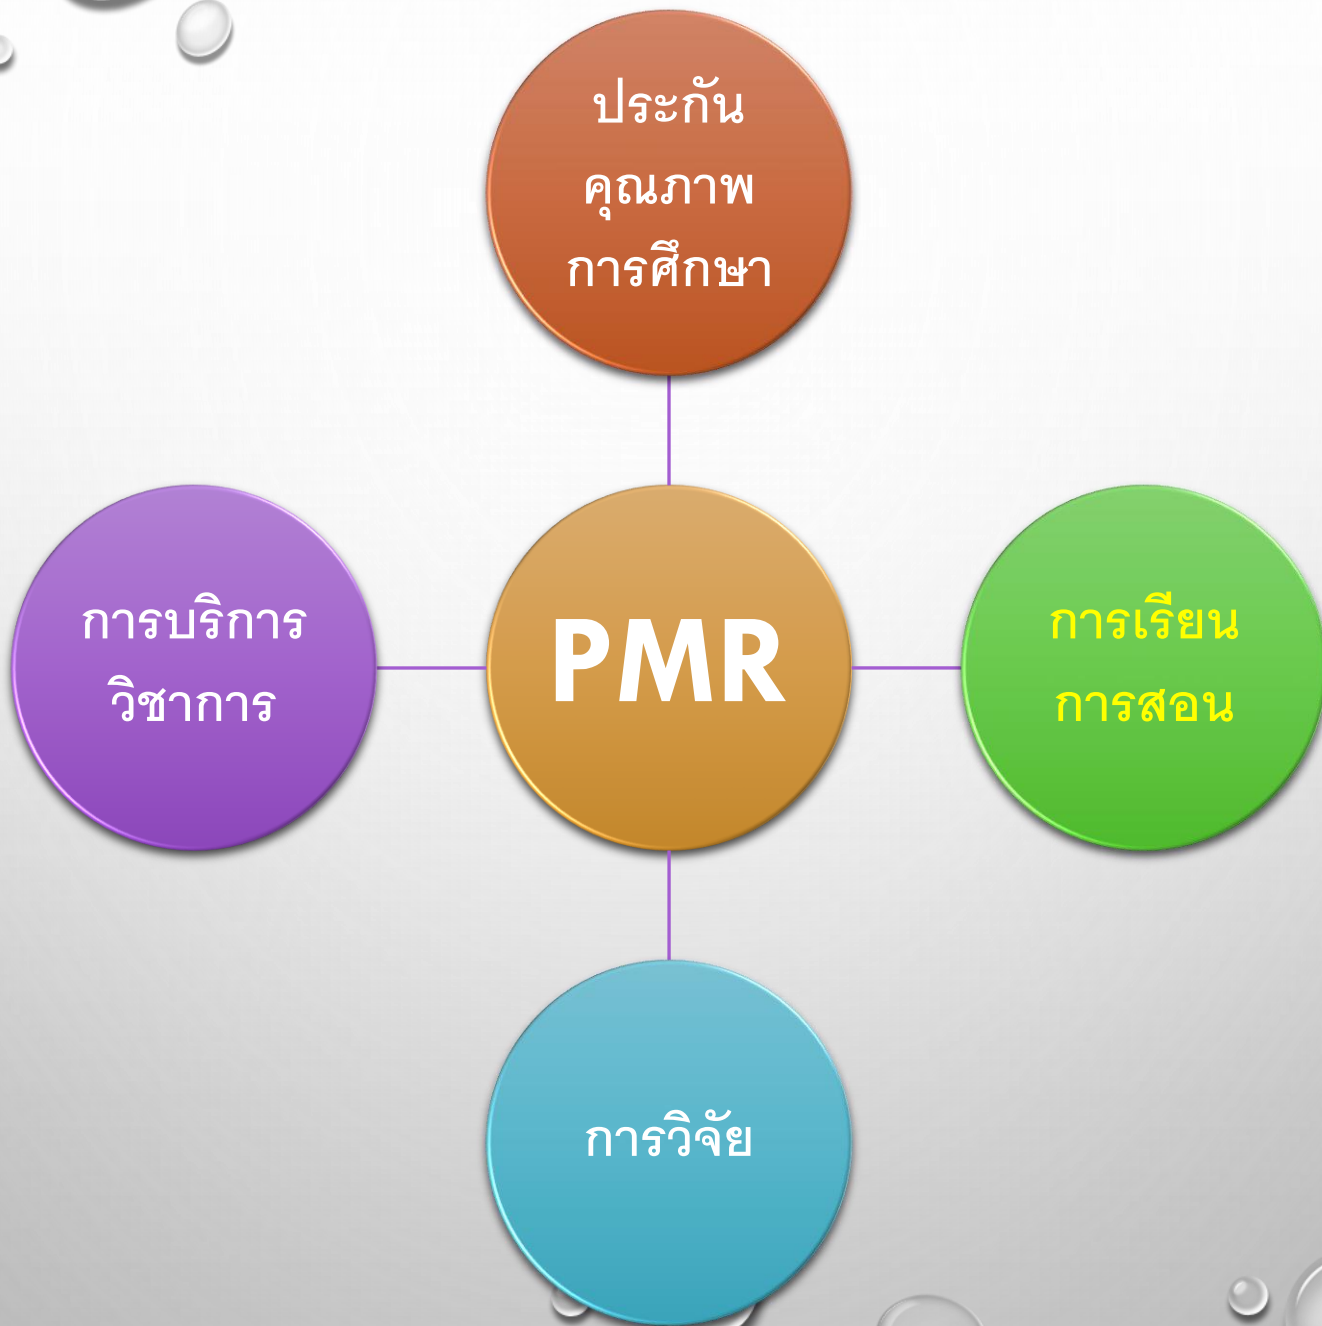 ประกัน
คุณภาพ
การศึกษา
การบริการ
วิชาการ
PMR
การเรียน
การสอน
การวิจัย